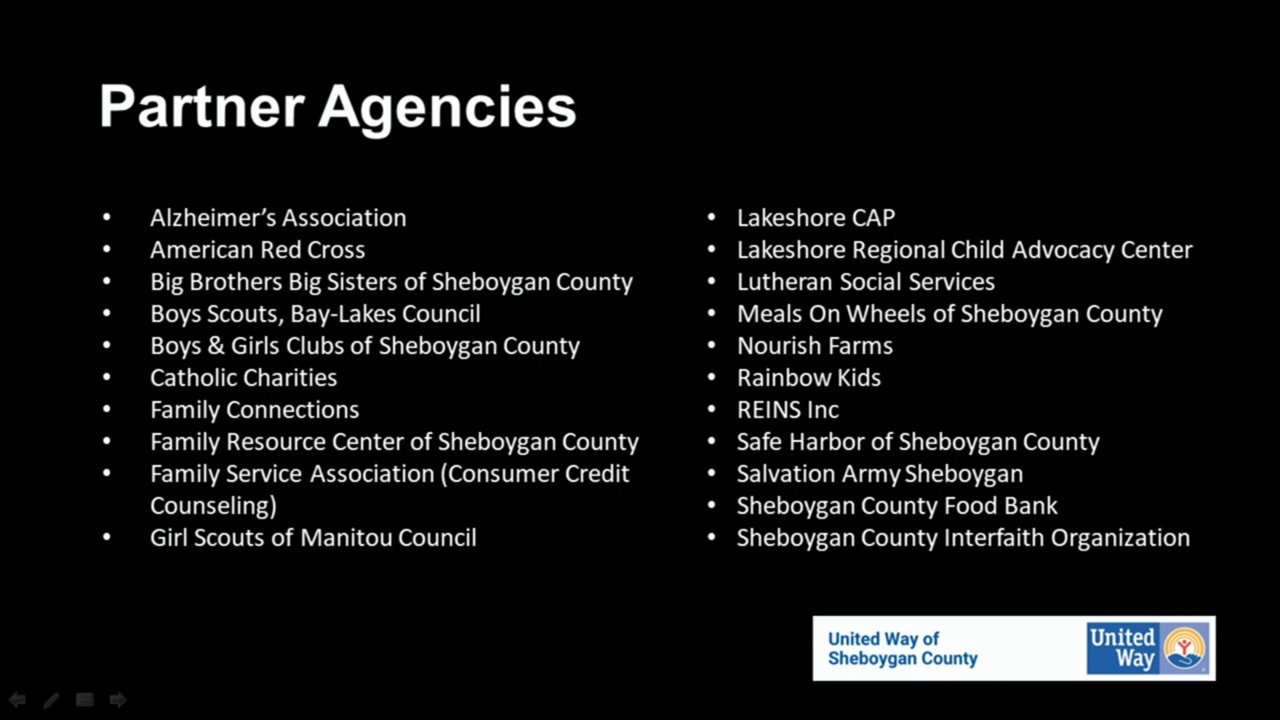 Partner Agencies
• Alzheimer’s Association
• American Red Cross
• Big Brothers Big Sisters of Sheboygan County
• Boys Scouts, Bay-Lakes Council
• Boys & Girls Clubs of Sheboygan County
• Catholic Charities
• Family Connections
• Family Resource Center of Sheboygan County
• Family Service Association (Consumer Credit
Counseling)
• Girl Scouts of Manitou Council
• Lakeshore CAP
• Lakeshore Regional Child Advocacy Center
• Lutheran Social Services
• Meals On Wheels of Sheboygan County
• Nourish Farms
• Rainbow Kids
• REINS Inc
• Safe Harbor of Sheboygan County
• Salvation Army Sheboygan
• Sheboygan County Food Bank
• Sheboygan County Interfaith Organization
United Way of
Sheboygan County
United
Way